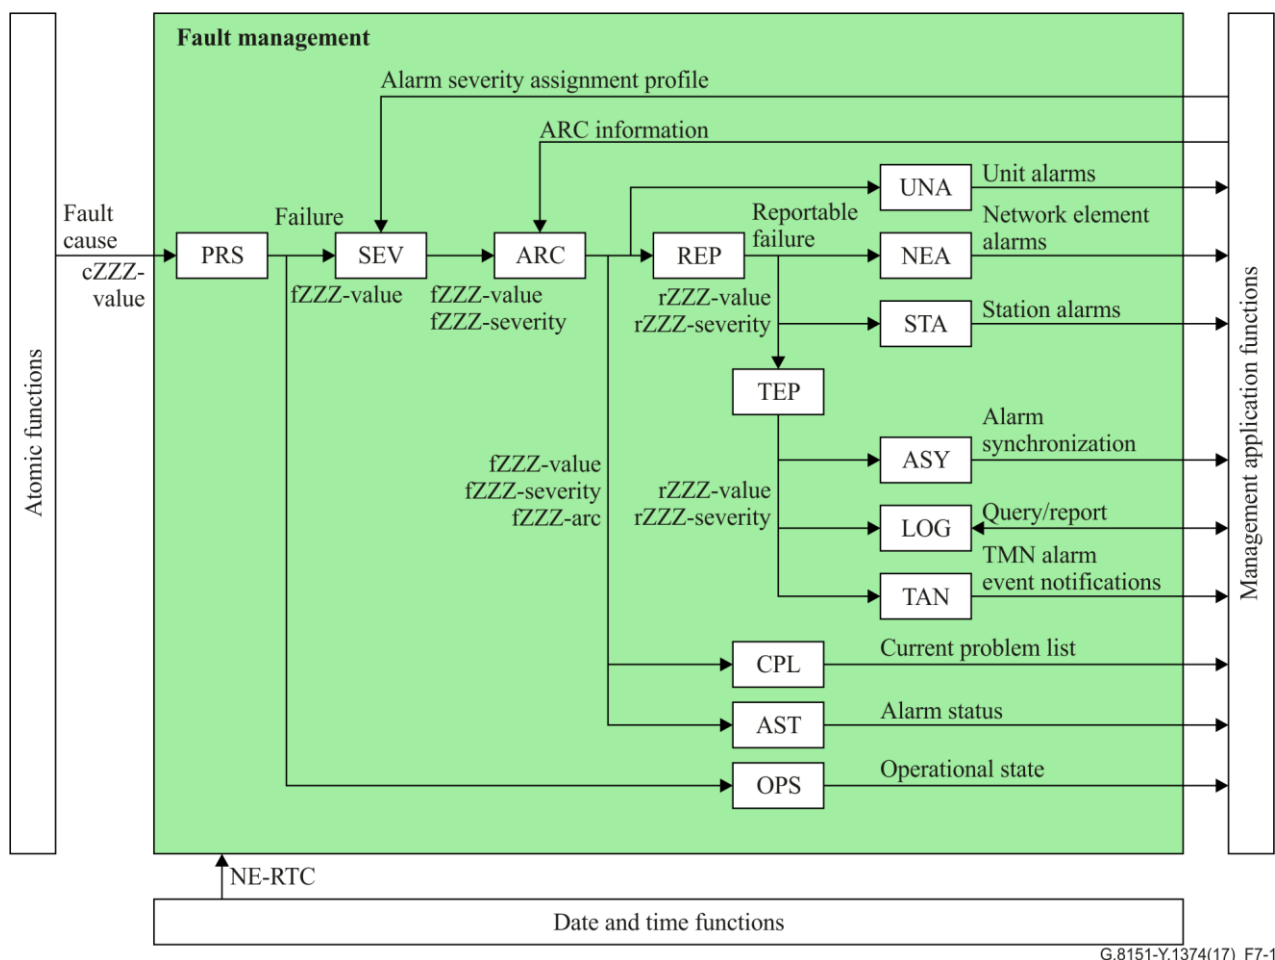 Fault management
Alarm severity assignment profile
ARC information
UNA
Unit alarms
Fault
cause
cZZZ-
value
PRS
Failure
fZZZ-value
SEV
fZZZ-value
fZZZ-severity
ARC
REP
Reportable
failure
rZZZ-value
rZZZ-severity
NEA
Network element
alarms
STA
Station alarms
TEP
Atomic functions
Management application functions
fZZZ-value
fZZZ-severity
fZZZ-arc
rZZZ-value
rZZZ-severity
ASY
Alarm
synchronization
LOG
Query/report
TAN
TMN alarm
event notifications
CPL
Current problem list
AST
Alarm status
OPS
Operational state
NE-RTC
Date and time functions
G.8151-Y.1374(17)_F7-1